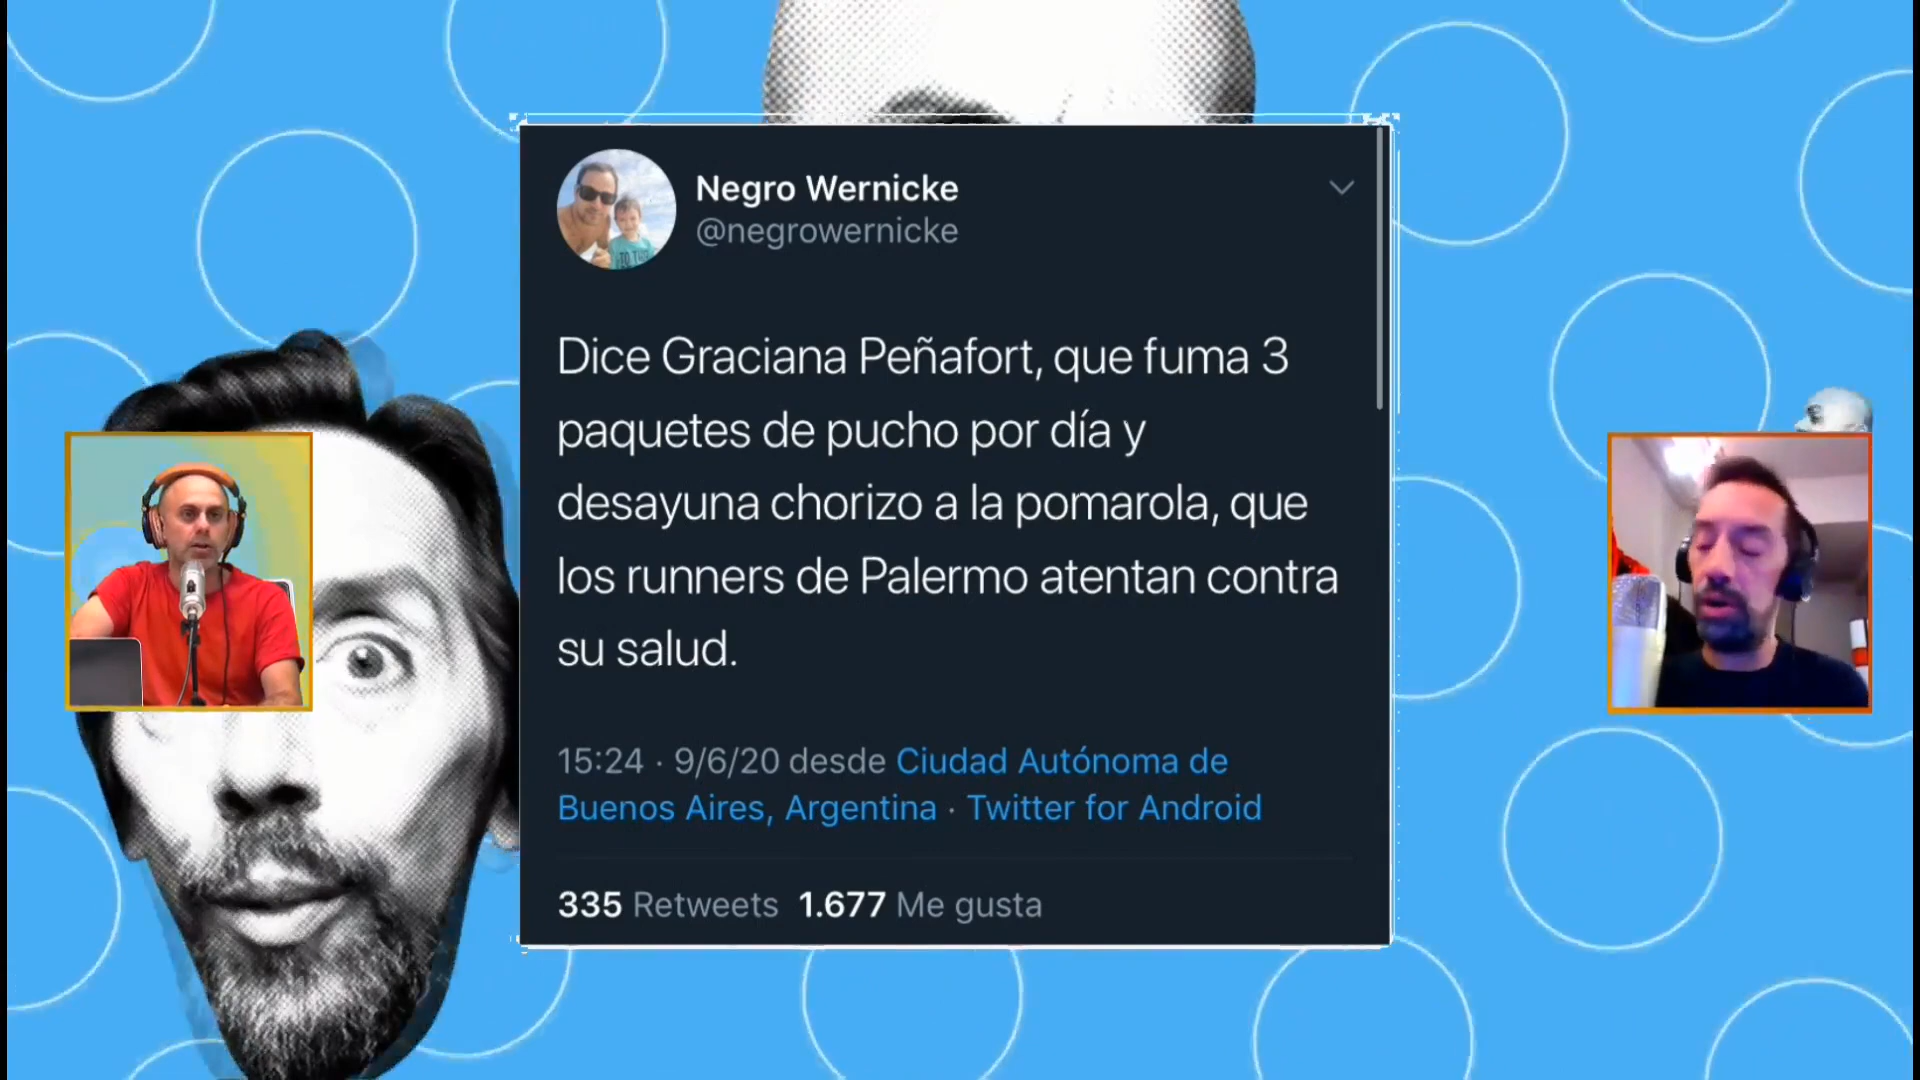 Negro Wernicke
@negrowernicke
Dice Graciana Peñafort, que fuma 3
paquetes de pucho por día y
desayuna chorizo a la pomarola, que
los runners de Palermo atentan contra
su salud.
15:24 · 9/6/20 desde Ciudad Autónoma de
Buenos Aires, Argentina · Twitter for Android
335 Retweets 1.677 Me gusta